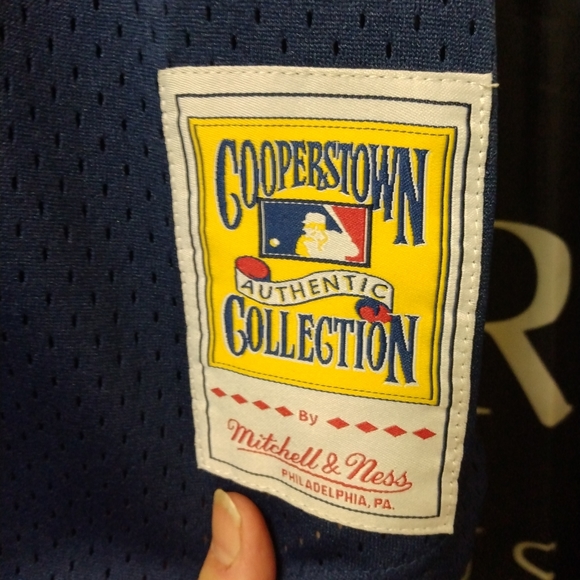 COOPERSTOWN
AUTHENTIC
COLLECTION
By
Mitchell & Ness
PHILADELPHIA, PA.
R
S